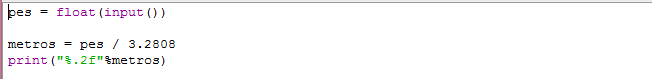 pes = float(input())
metros = pes / 3.2808
print("%.2f"%metros)